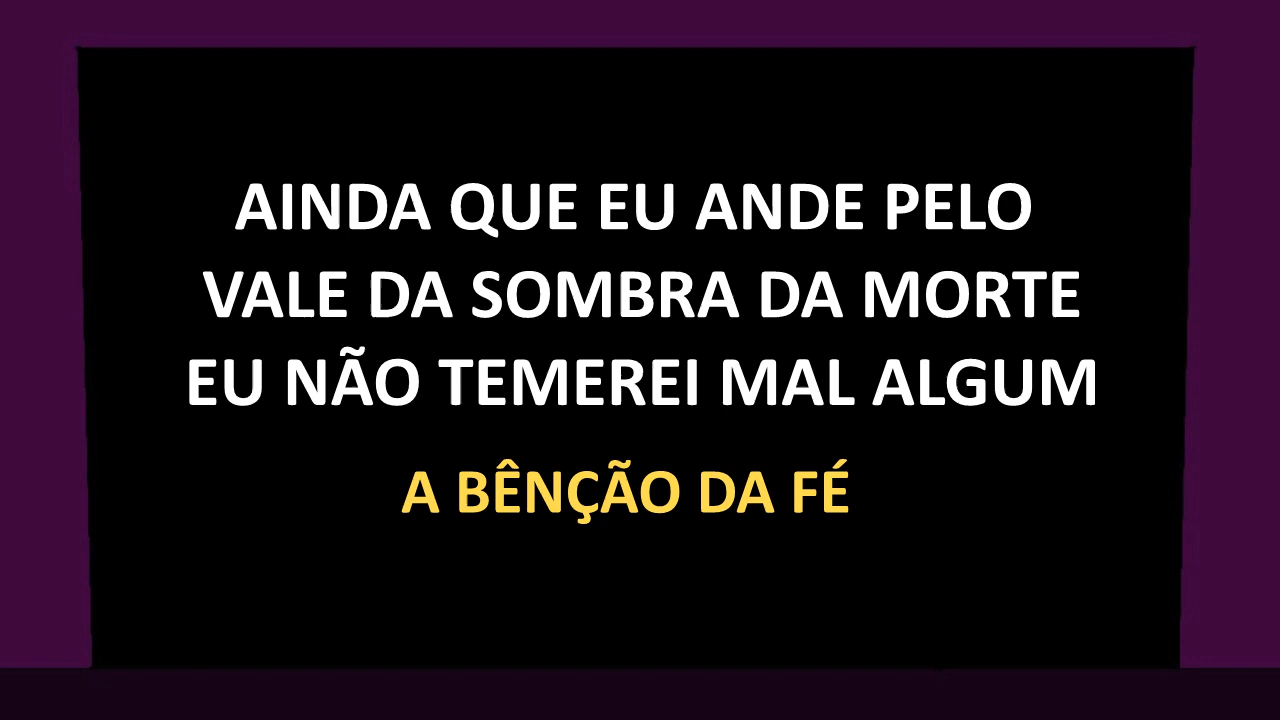 AINDA QUE EU ANDE PELO
VALE DA SOMBRA DA MORTE
EU NÃO TEMEREI MAL ALGUM
A BÊNÇÃO DA FÉ